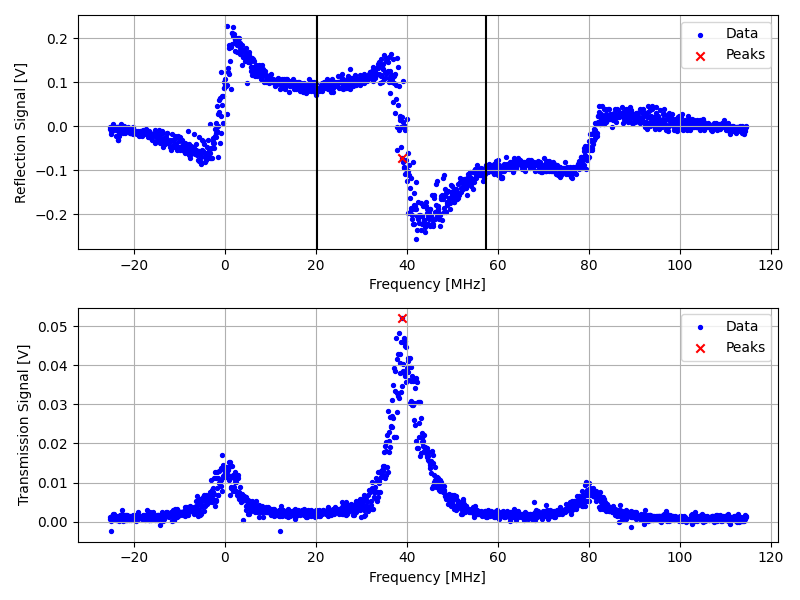 Reflection Signal [V]
0.2
0.1
0.0
−0.1
−0.2
Data
Peaks
−20 0 20 40 60 80 100 120
Frequency [MHz]
Transmission Signal [V]
0.05
0.04
0.03
0.02
0.01
0.00
Data
Peaks
−20 0 20 40 60 80 100 120
Frequency [MHz]